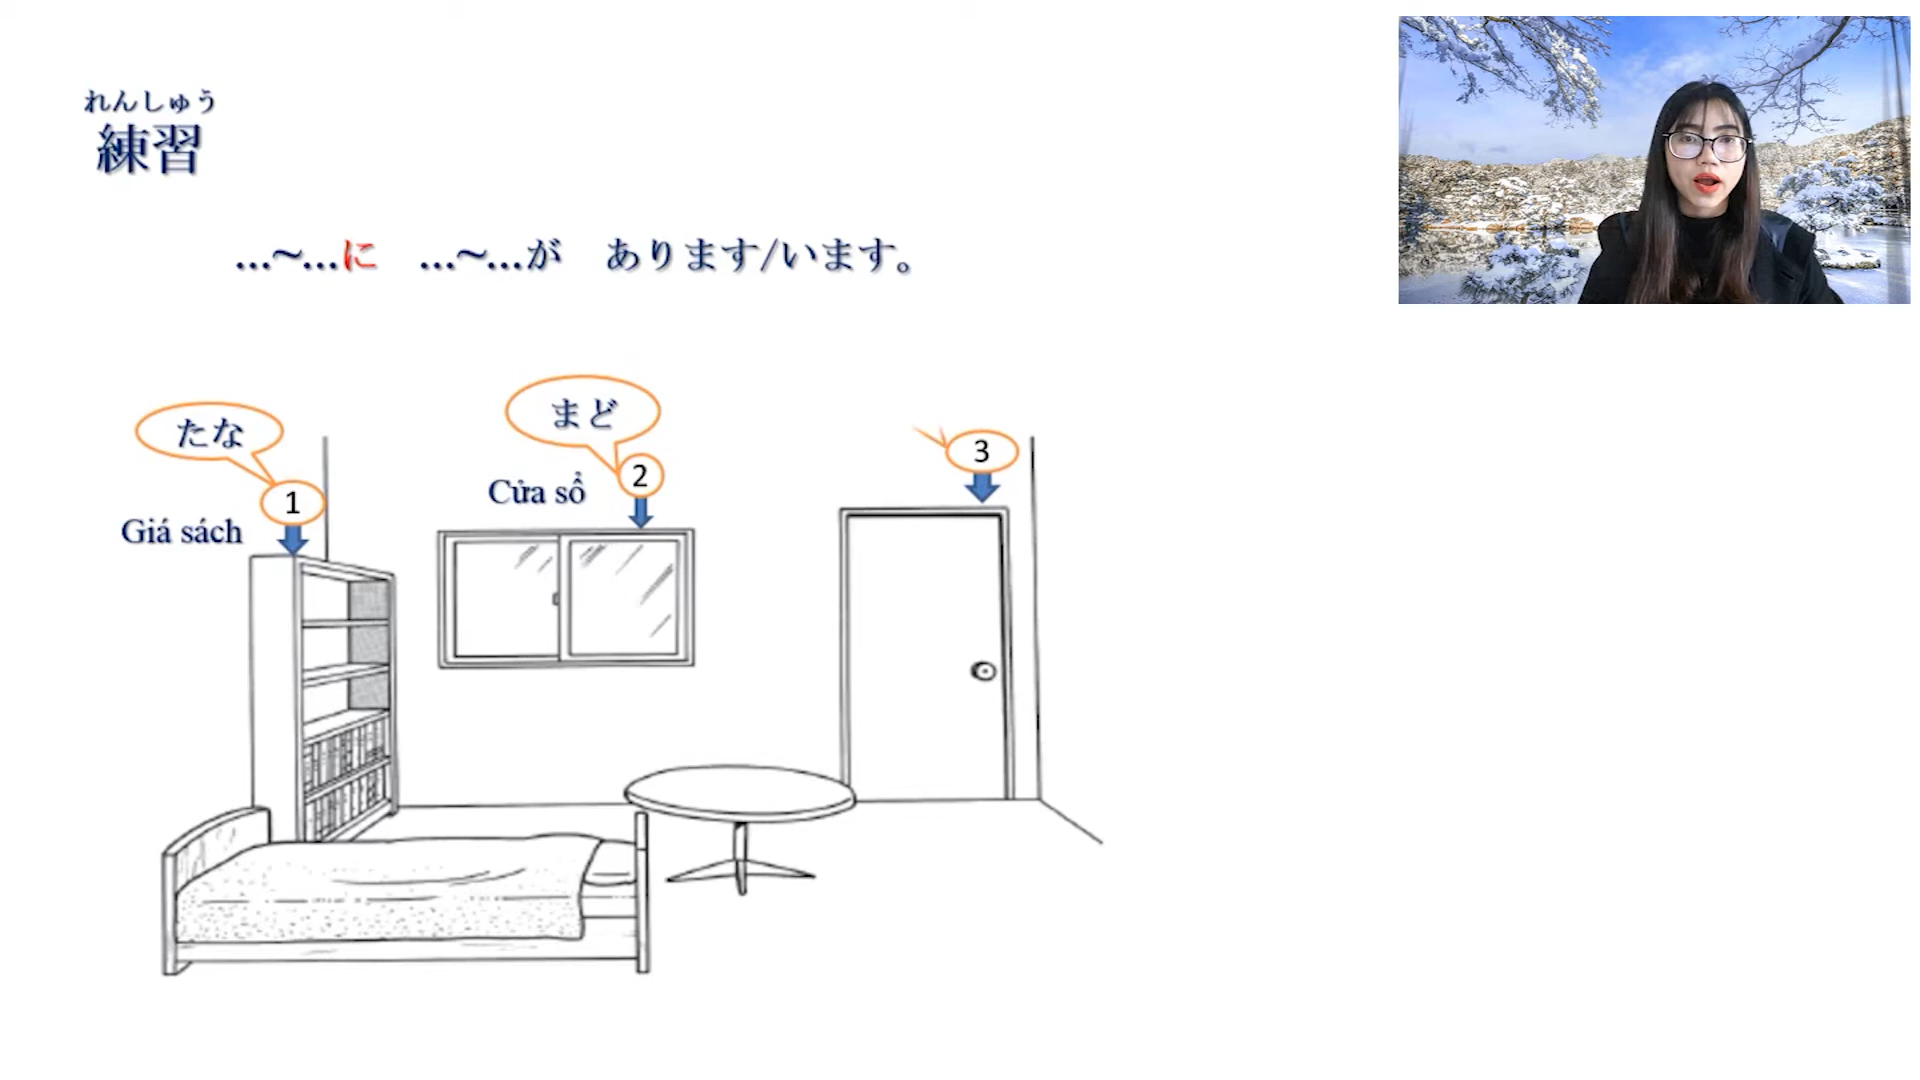 れんしゅう
練習
...～...に　...～...が　あります/います。
たな
1
Giá sách
まど
2
Cửa sổ
3